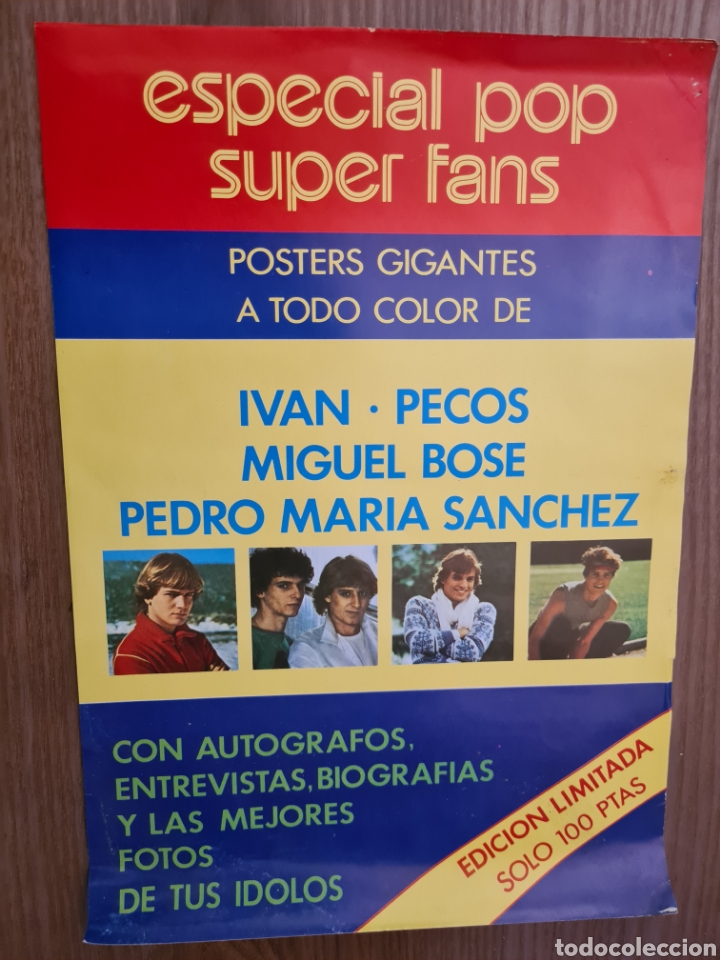 especial pop
super fans
POSTERS GIGANTES
A TODO COLOR DE
IVAN · PECOS
MIGUEL BOSE
PEDRO MARIA SANCHEZ
CON AUTOGRAFOS,
ENTREVISTAS, BIOGRAFIAS
Y LAS MEJORES
FOTOS
DE TUS IDOLOS
EDICION LIMITADA
SOLO 100 PTAS
todocoleccion